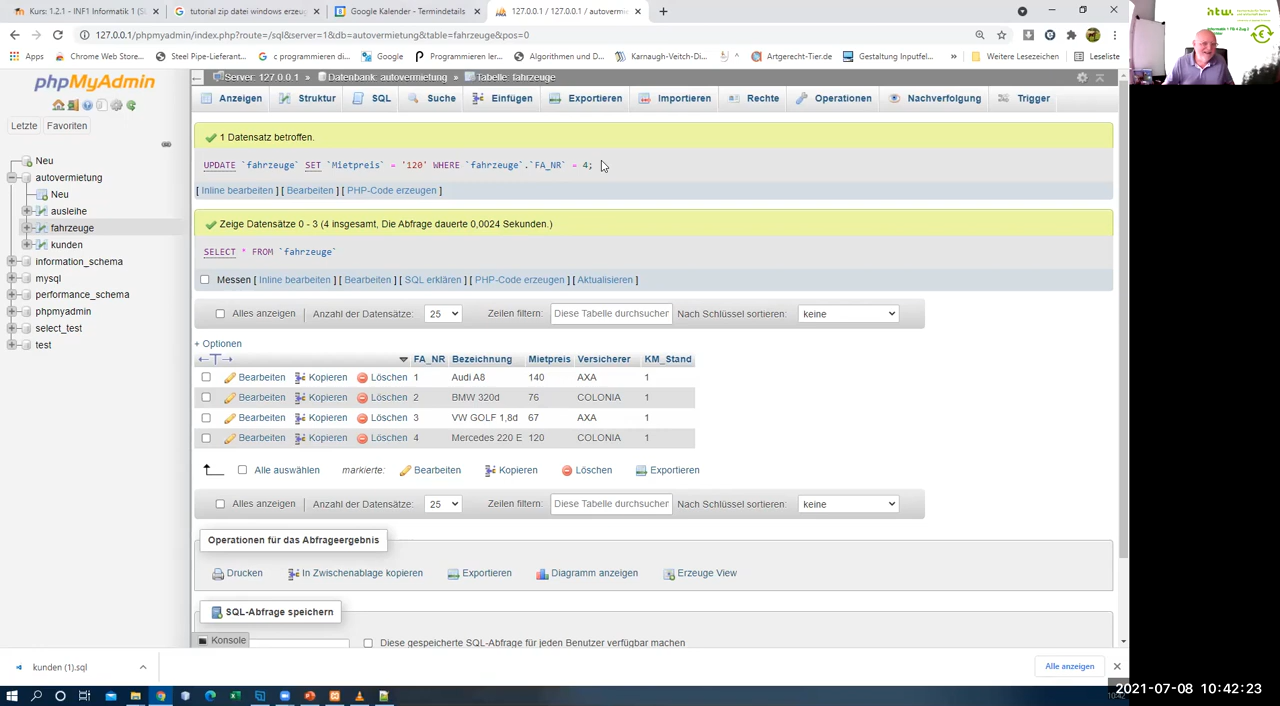 Kurs: 1.2.1 - INF1 Informatik 1 (S
tutorial zip datei windows erzeug
Google Kalender - Termindetails
127.0.0.1 / 127.0.0.1 / autovermie
127.0.0.1/phpmyadmin/index.php?route=/sql&server=1&db=autovermietung&table=fahrzeuge&pos=0
Apps
Chrome Web Store...
c programmieren de...
Google
Programmieren ler...
Algorithmen und D...
Karnaugh-Veitch-Di...
Artgerecht-Tier.de
Gestaltung Inputfel...
»
Weitere Lesezeichen
Leseliste
phpMyAdmin
Letzte
Favoriten
Neu
autovermietung
Neu
ausleihe
fahrzeuge
kunden
information_schema
mysql
performance_schema
phpmyadmin
select_test
test
Server: 127.0.0.1 » Datenbank: autovermietung » Tabelle: fahrzeuge
Anzeigen
Struktur
SQL
Suche
Einfügen
Exportieren
Importieren
Rechte
Operationen
Nachverfolgung
Trigger
1 Datensatz betroffen.
UPDATE `fahrzeuge` SET `Mietpreis` = '120' WHERE `fahrzeuge`.`FA_NR` = 4;
[ Inline bearbeiten ] [ Bearbeiten ] [ PHP-Code erzeugen ]
Zeige Datensätze 0 - 3 (4 insgesamt, Die Abfrage dauerte 0,0024 Sekunden.)
SELECT * FROM `fahrzeuge`
Messen [ Inline bearbeiten ] [ Bearbeiten ] [ SQL erklären ] [ PHP-Code erzeugen ] [ Aktualisieren ]
Alles anzeigen | Anzahl der Datensätze: 25 Zeilen filtern: Diese Tabelle durchsuchen Nach Schlüssel sortieren: keine
+ Optionen
FA_NR Bezeichnung Mietpreis Versicherer KM_Stand
Bearbeiten Kopieren Löschen 1 Audi A8 140 AXA 1
Bearbeiten Kopieren Löschen 2 BMW 320d 76 COLONIA 1
Bearbeiten Kopieren Löschen 3 VW GOLF 1,8d 67 AXA 1
Bearbeiten Kopieren Löschen 4 Mercedes 220 E 120 COLONIA 1
Alle auswählen markierte: Bearbeiten Kopieren Löschen Exportieren
Alles anzeigen | Anzahl der Datensätze: 25 Zeilen filtern: Diese Tabelle durchsuchen Nach Schlüssel sortieren: keine
Operationen für das Abfrageergebnis
Drucken In Zwischenablage kopieren Exportieren Diagramm anzeigen Erzeuge View
SQL-Abfrage speichern
Konsole
Diese gespeicherte SQL-Abfrage für jeden Benutzer verfügbar machen
kunden (1).sql
Alle anzeigen
2021-07-08 10:42:23
htw